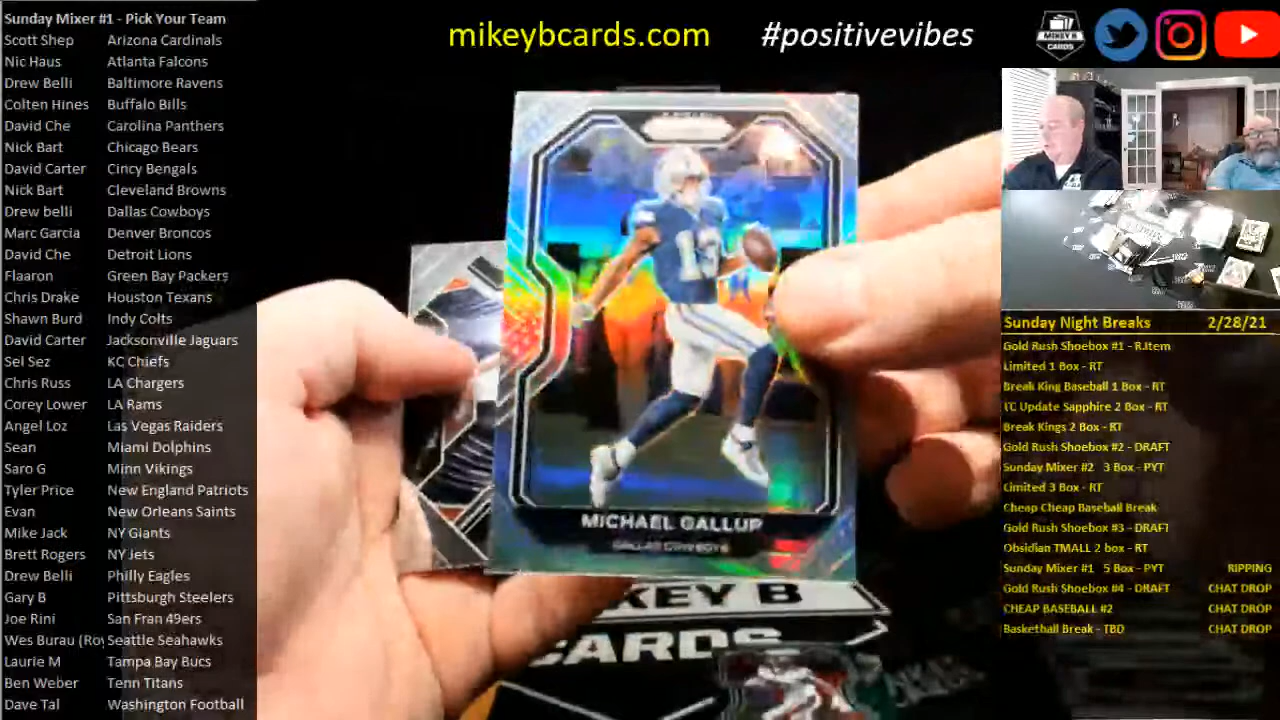 Sunday Mixer #1 - Pick Your Team
Scott Shep Arizona Cardinals
Nic Haus Atlanta Falcons
Drew Belli Baltimore Ravens
Colten Hines Buffalo Bills
David Che Carolina Panthers
Nick Bart Chicago Bears
David Carter Cincy Bengals
Nick Bart Cleveland Browns
Drew belli Dallas Cowboys
Marc Garcia Denver Broncos
David Che Detroit Lions
Flaaron Green Bay Packers
Chris Drake Houston Texans
Shawn Burd Indy Colts
David Carter Jacksonville Jaguars
Sel Sez KC Chiefs
Chris Russ LA Chargers
Corey Lower LA Rams
Angel Loz Las Vegas Raiders
Sean Miami Dolphins
Saro G Minn Vikings
Tyler Price New England Patriots
Evan New Orleans Saints
Mike Jack NY Giants
Brett Rogers NY Jets
Drew Belli Philly Eagles
Gary B Pittsburgh Steelers
Joe Rini San Fran 49ers
Wes Burau (Roy Seattle Seahawks
Laurie M Tampa Bay Bucs
Ben Weber Tenn Titans
Dave Tal Washington Football
mikeybcards.com #positivevibes
MIKEY B
CARDS
13
MICHAEL GALLUP
DALLAS COWBOYS
KEY B
CARDS
Sunday Night Breaks 2/28/21
Gold Rush Shoebox #1 - R.Item
Limited 1 Box - RT
Break King Baseball 1 Box - RT
TC Update Sapphire 2 Box - RT
Break Kings 2 Box - RT
Gold Rush Shoebox #2 - DRAFT
Sunday Mixer #2 3 Box - PYT
Limited 3 Box - RT
Cheap Cheap Baseball Break
Gold Rush Shoebox #3 - DRAFT
Obsidian TMALL 2 box - RT
Sunday Mixer #1 5 Box - PYT RIPPING
Gold Rush Shoebox #4 - DRAFT CHAT DROP
CHEAP BASEBALL #2 CHAT DROP
Basketball Break - TBD CHAT DROP